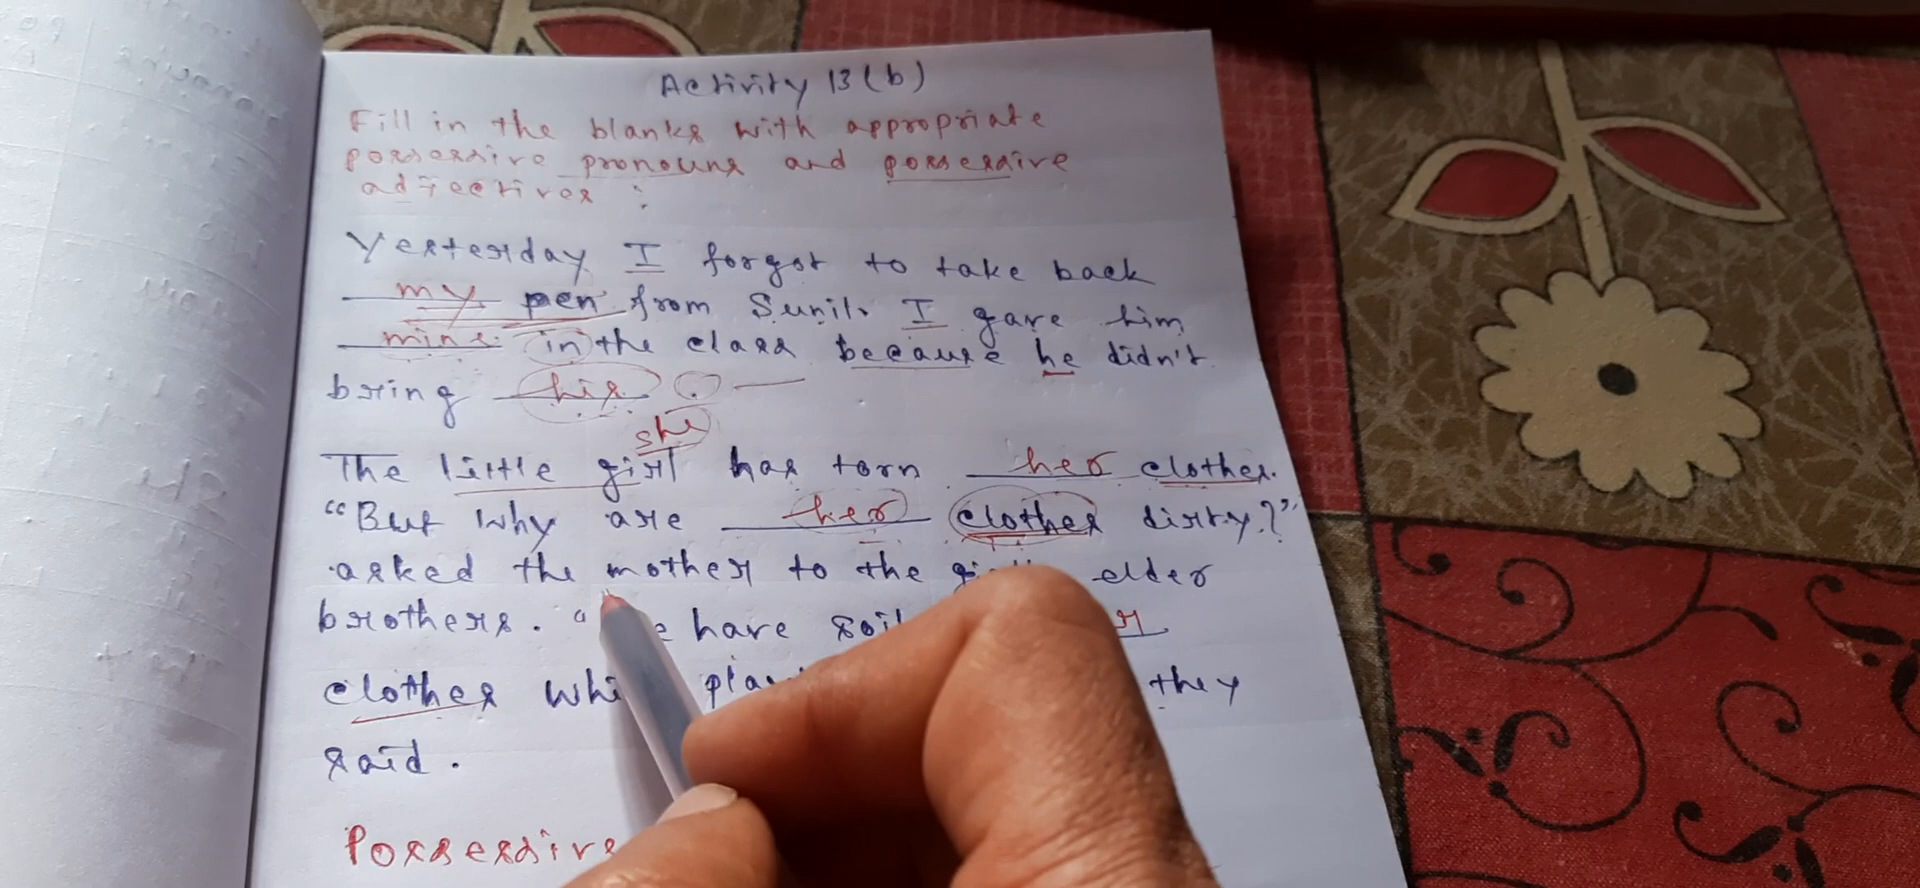 Activity 13(b)
Fill in the blanks with appropriate
possessive pronouns and possessive
adjectives :
Yesterday I forgot to take back
my pen from Sunil. I gave him
mine in the class because he didn't
bring his .
she
The little girl has torn her clothes.
"But why are her clothes dirty?"
asked the mother to the elder
brothers. have
clothes they
said.
Possessive